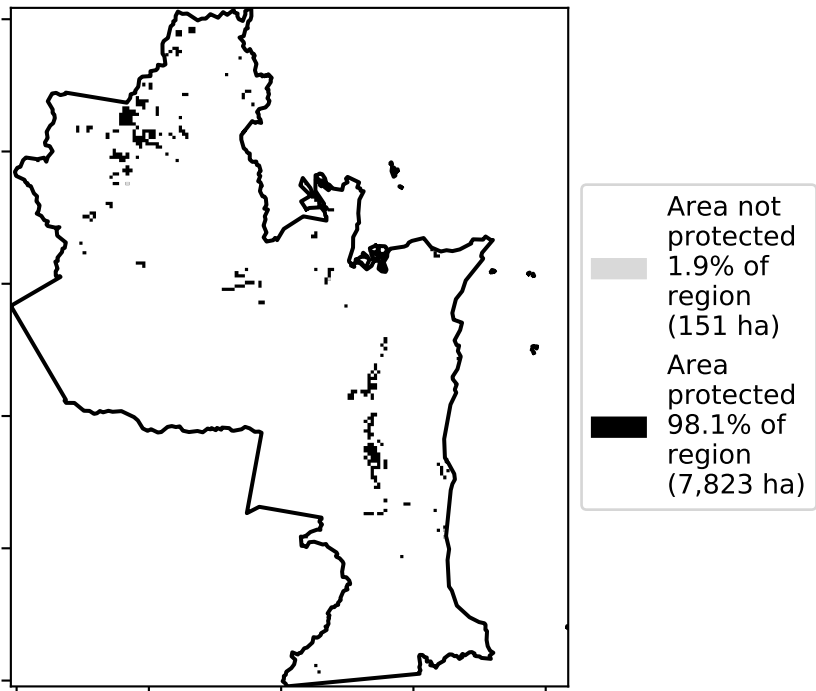 Area not
protected
1.9% of
region
(151 ha)
Area
protected
98.1% of
region
(7,823 ha)